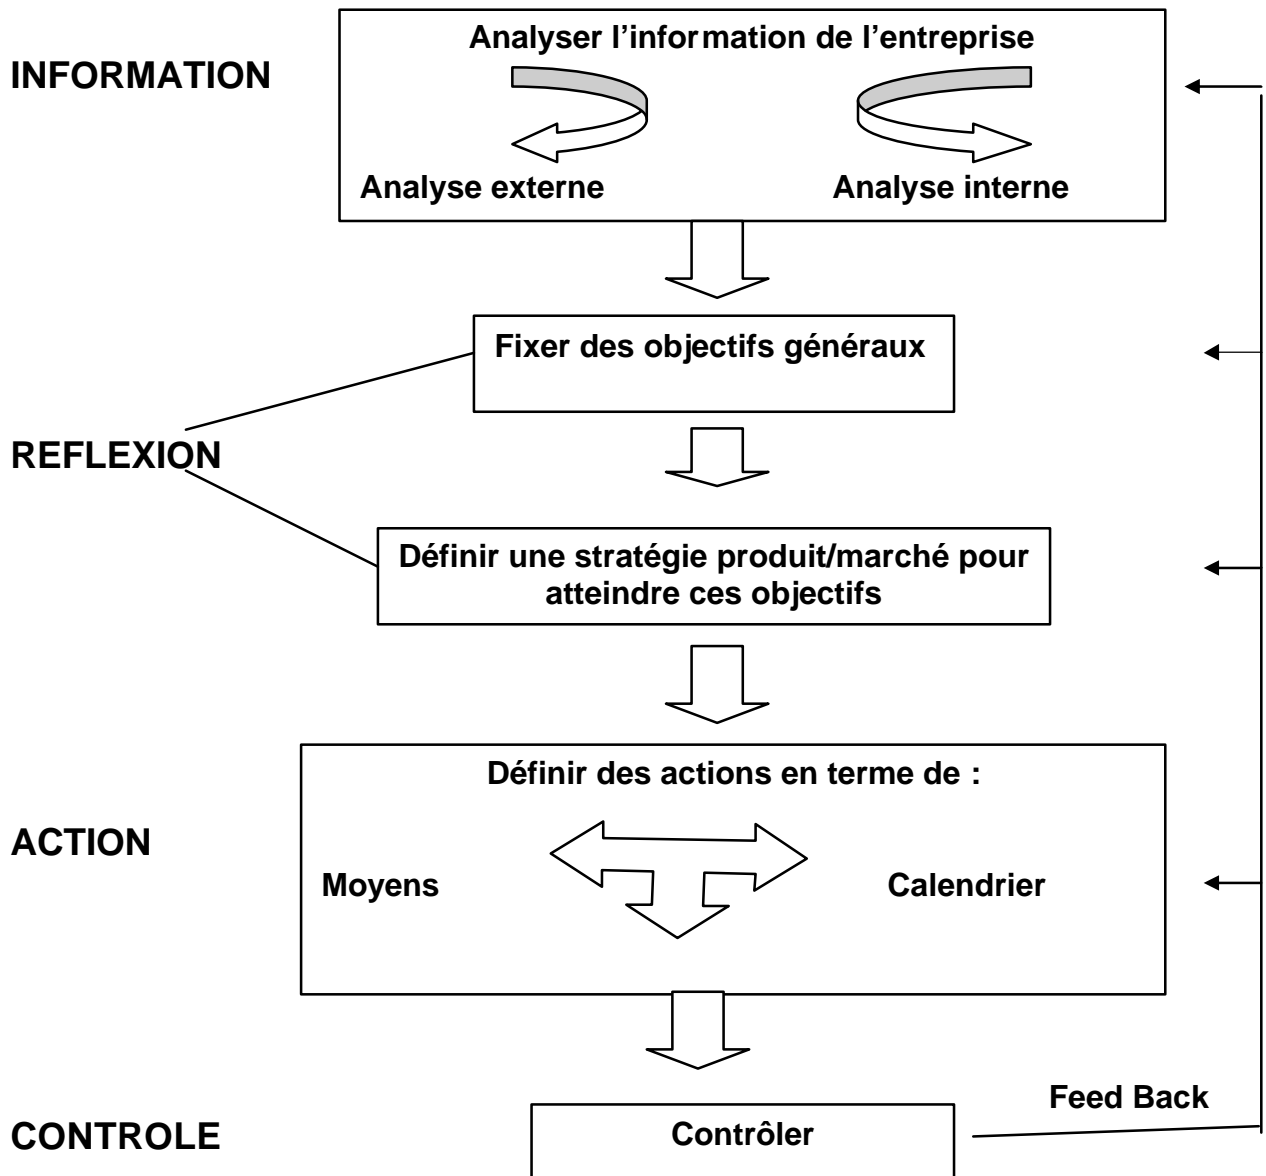 Analyser l'information de l'entreprise
INFORMATION
Analyse externe
Analyse interne
Fixer des objectifs généraux
REFLEXION
Définir une stratégie produit/marché pour
atteindre ces objectifs
Définir des actions en terme de :
ACTION
Moyens
Calendrier
Feed Back
CONTROLE
Contrôler